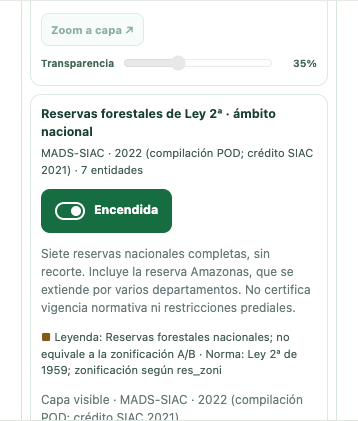 Zoom a capa ↗
Transparencia 35%
Reservas forestales de Ley 2ª · ámbito
nacional
MADS-SIAC · 2022 (compilación POD; crédito SIAC
2021) · 7 entidades
Encendida
Siete reservas nacionales completas, sin
recorte. Incluye la reserva Amazonas, que se
extiende por varios departamentos. No certifica
vigencia normativa ni restricciones prediales.
Leyenda: Reservas forestales nacionales; no
equivale a la zonificación A/B · Norma: Ley 2ª de
1959; zonificación según res_zoni
Capa visible · MADS-SIAC · 2022 (compilación
POD; crédito SIAC 2021)